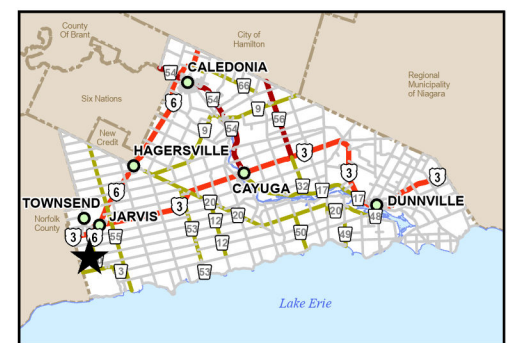 County
Of Brant
City of
Hamilton
CALEDONIA
54
66
6
54
Regional
Municipality
of Niagara
Six Nations
9
56
9
54
New
Credit
HAGERSVILLE
3
3
3
6
CAYUGA
32
17
17
TOWNSEND
3
20
DUNNVILLE
Norfolk
County
JARVIS
20
12
20
48
3
6
55
53
12
50
49
3
53
Lake Erie